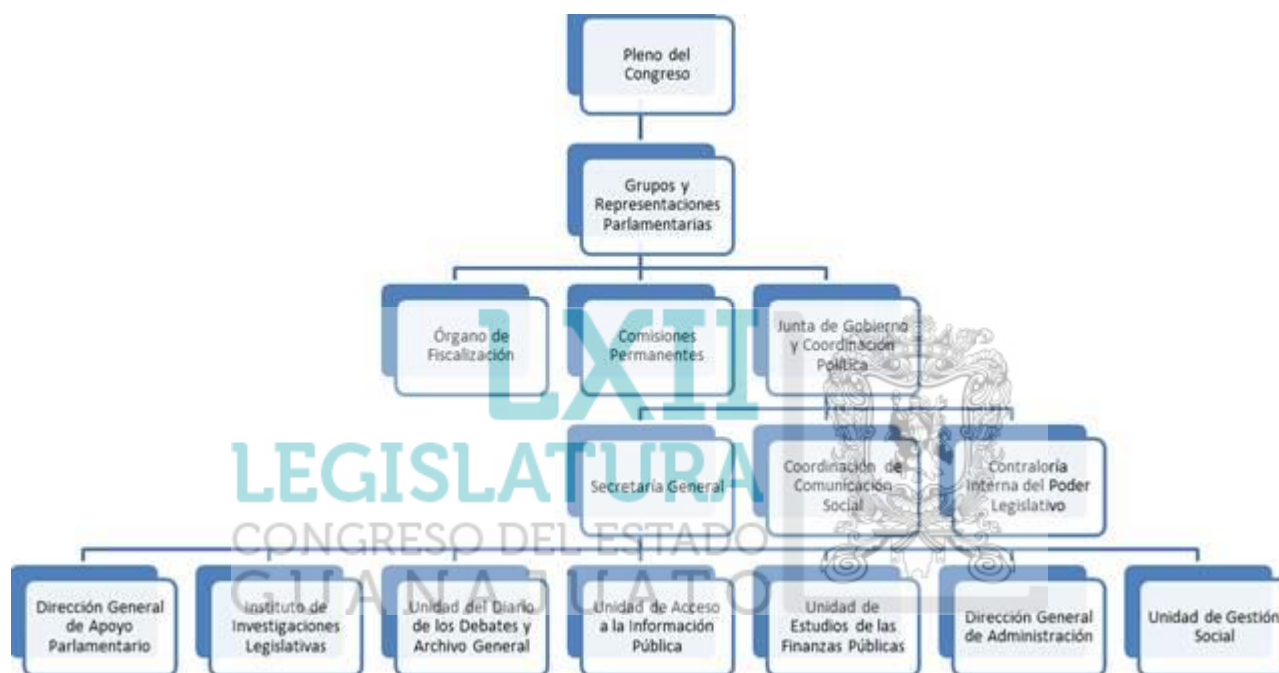 Pleno del
Congreso
Grupos y
Representaciones
Parlamentarias
Órgano de
Fiscalización
Comisiones
Permanentes
Junta de Gobierno
y Coordinación
Política
LXII
LEGISLATURA
CONGRESO DEL ESTADO
GUANAJUATO
Secretaría General
Coordinación de
Comunicación
Social
Contraloría
Interna del Poder
Legislativo
Dirección General
de Apoyo
Parlamentario
Instituto de
Investigaciones
Legislativas
Unidad del Diario
de los Debates y
Archivo General
Unidad de Acceso
a la Información
Pública
Unidad de
Estudios de las
Finanzas Públicas
Dirección General
de Administración
Unidad de Gestión
Social